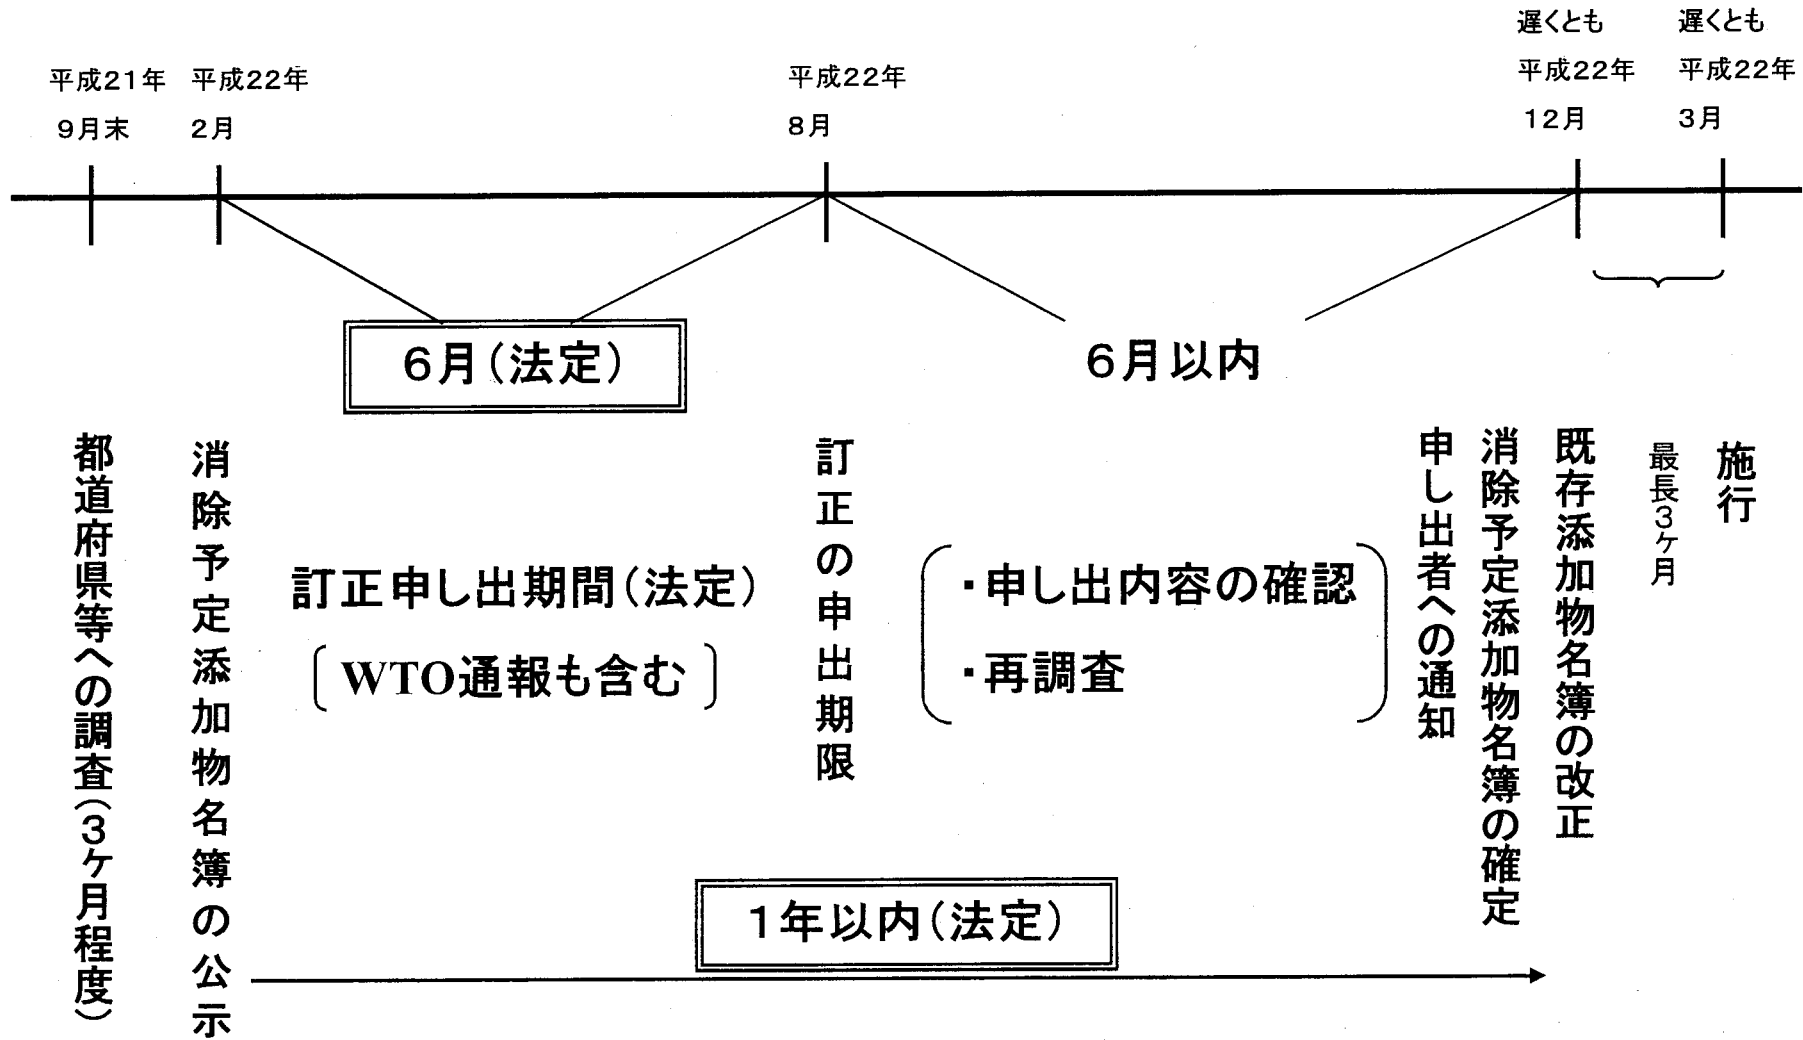 平成21年
9月末
平成22年
2月
平成22年
8月
遅くとも
平成22年
12月
遅くとも
平成22年
3月
6月(法定)
6月以内
都道府県等への調査(3ヶ月程度)
消除予定添加物名簿の公示
訂正申し出期間(法定)
WTO通報も含む
訂正の申出期限
・申し出内容の確認
・再調査
申し出者への通知
消除予定添加物名簿の確定
既存添加物名簿の改正
最長3ヶ月
施行
1年以内(法定)